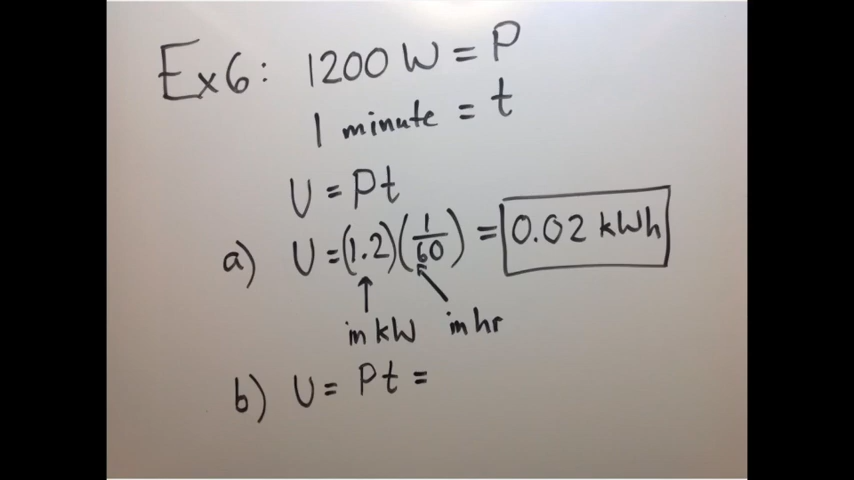 Ex6: 1200 W = P
1 minute = t
U = Pt
a) U = (1.2)(1/60) = 0.02 kWh
in kW in hr
b) U = Pt =